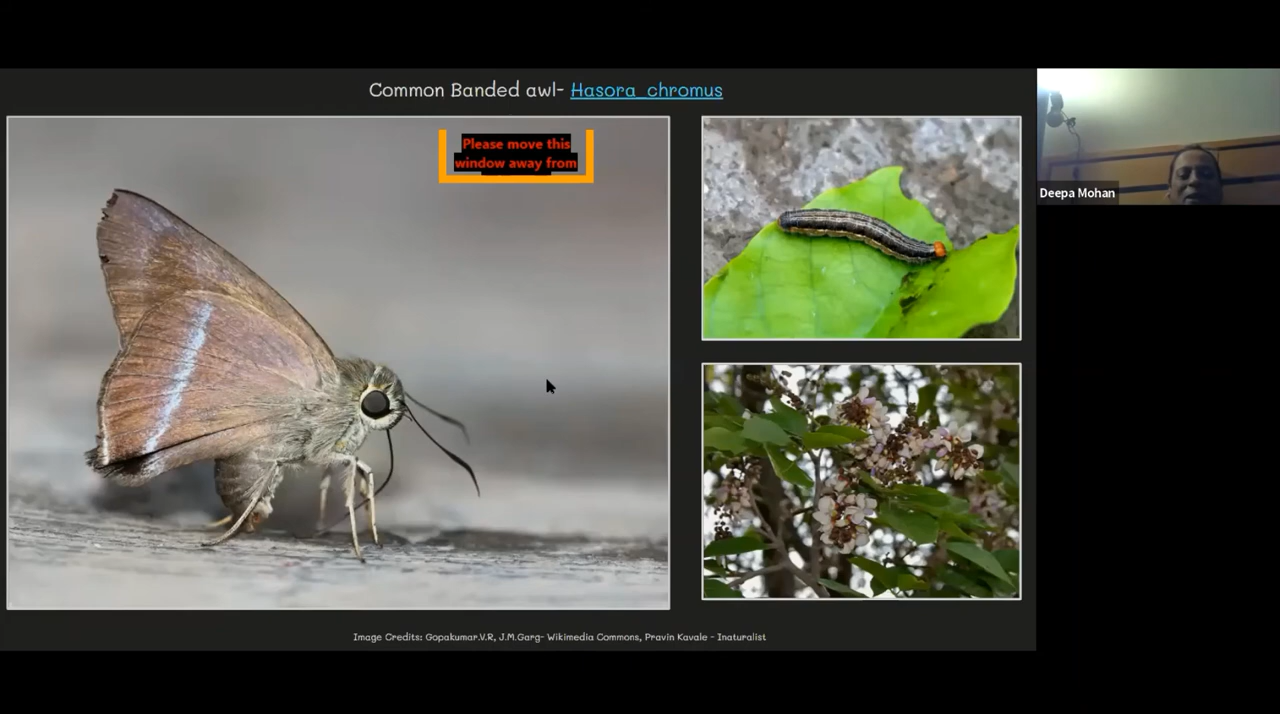 Common Banded awl- Hasora chromus
Please move this
window away from
Deepa Mohan
Image Credits: Gopakumar.V.R, J.M.Garg- Wikimedia Commons, Pravin Kavale - Inaturalist